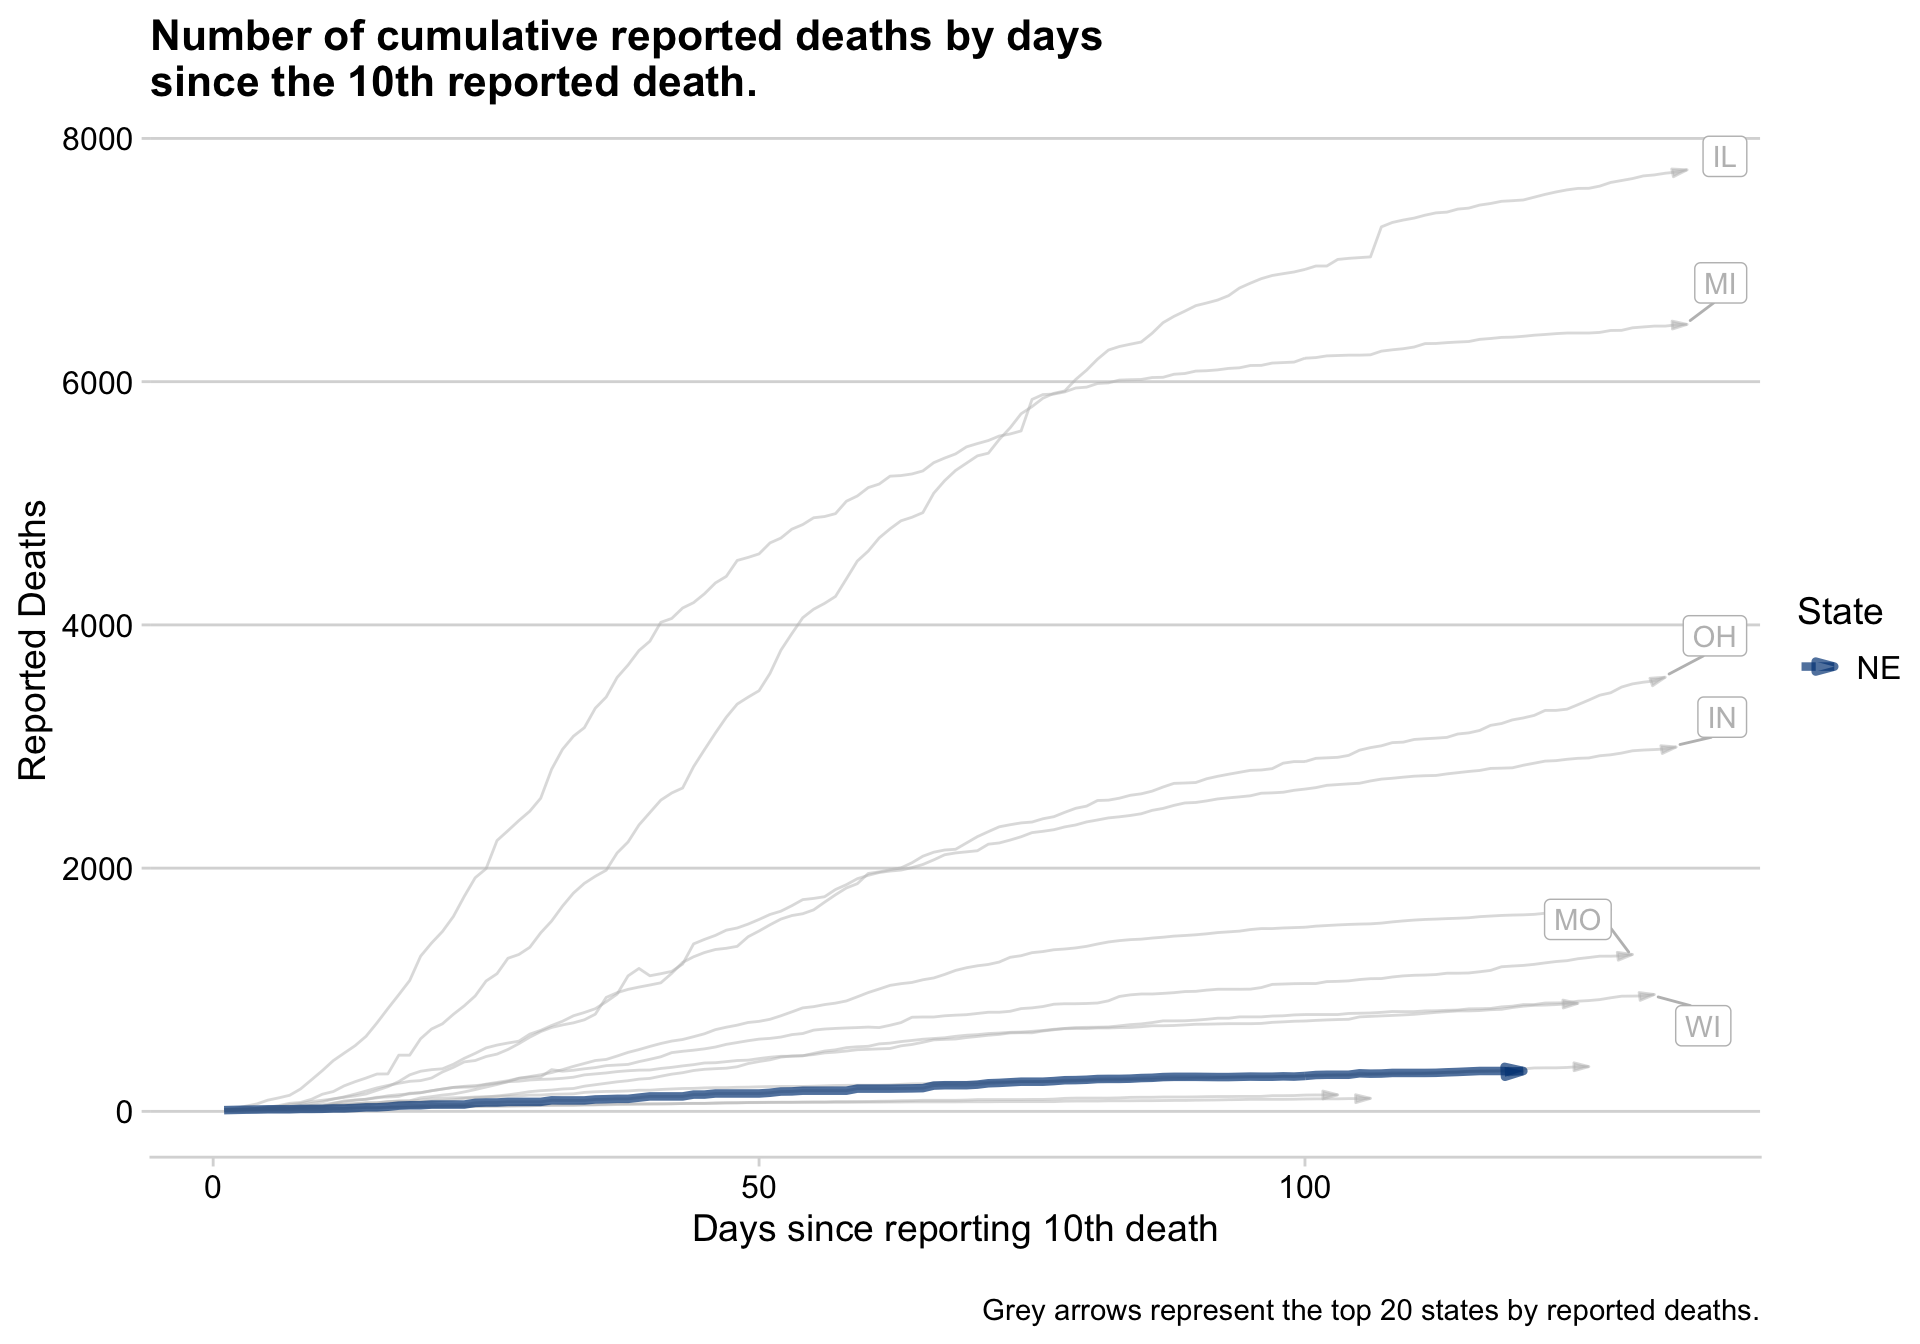 Number of cumulative reported deaths by days
since the 10th reported death.
8000
6000
4000
2000
0
Reported Deaths
IL
MI
OH
IN
MO
WI
State
NE
0
50
100
Days since reporting 10th death
Grey arrows represent the top 20 states by reported deaths.